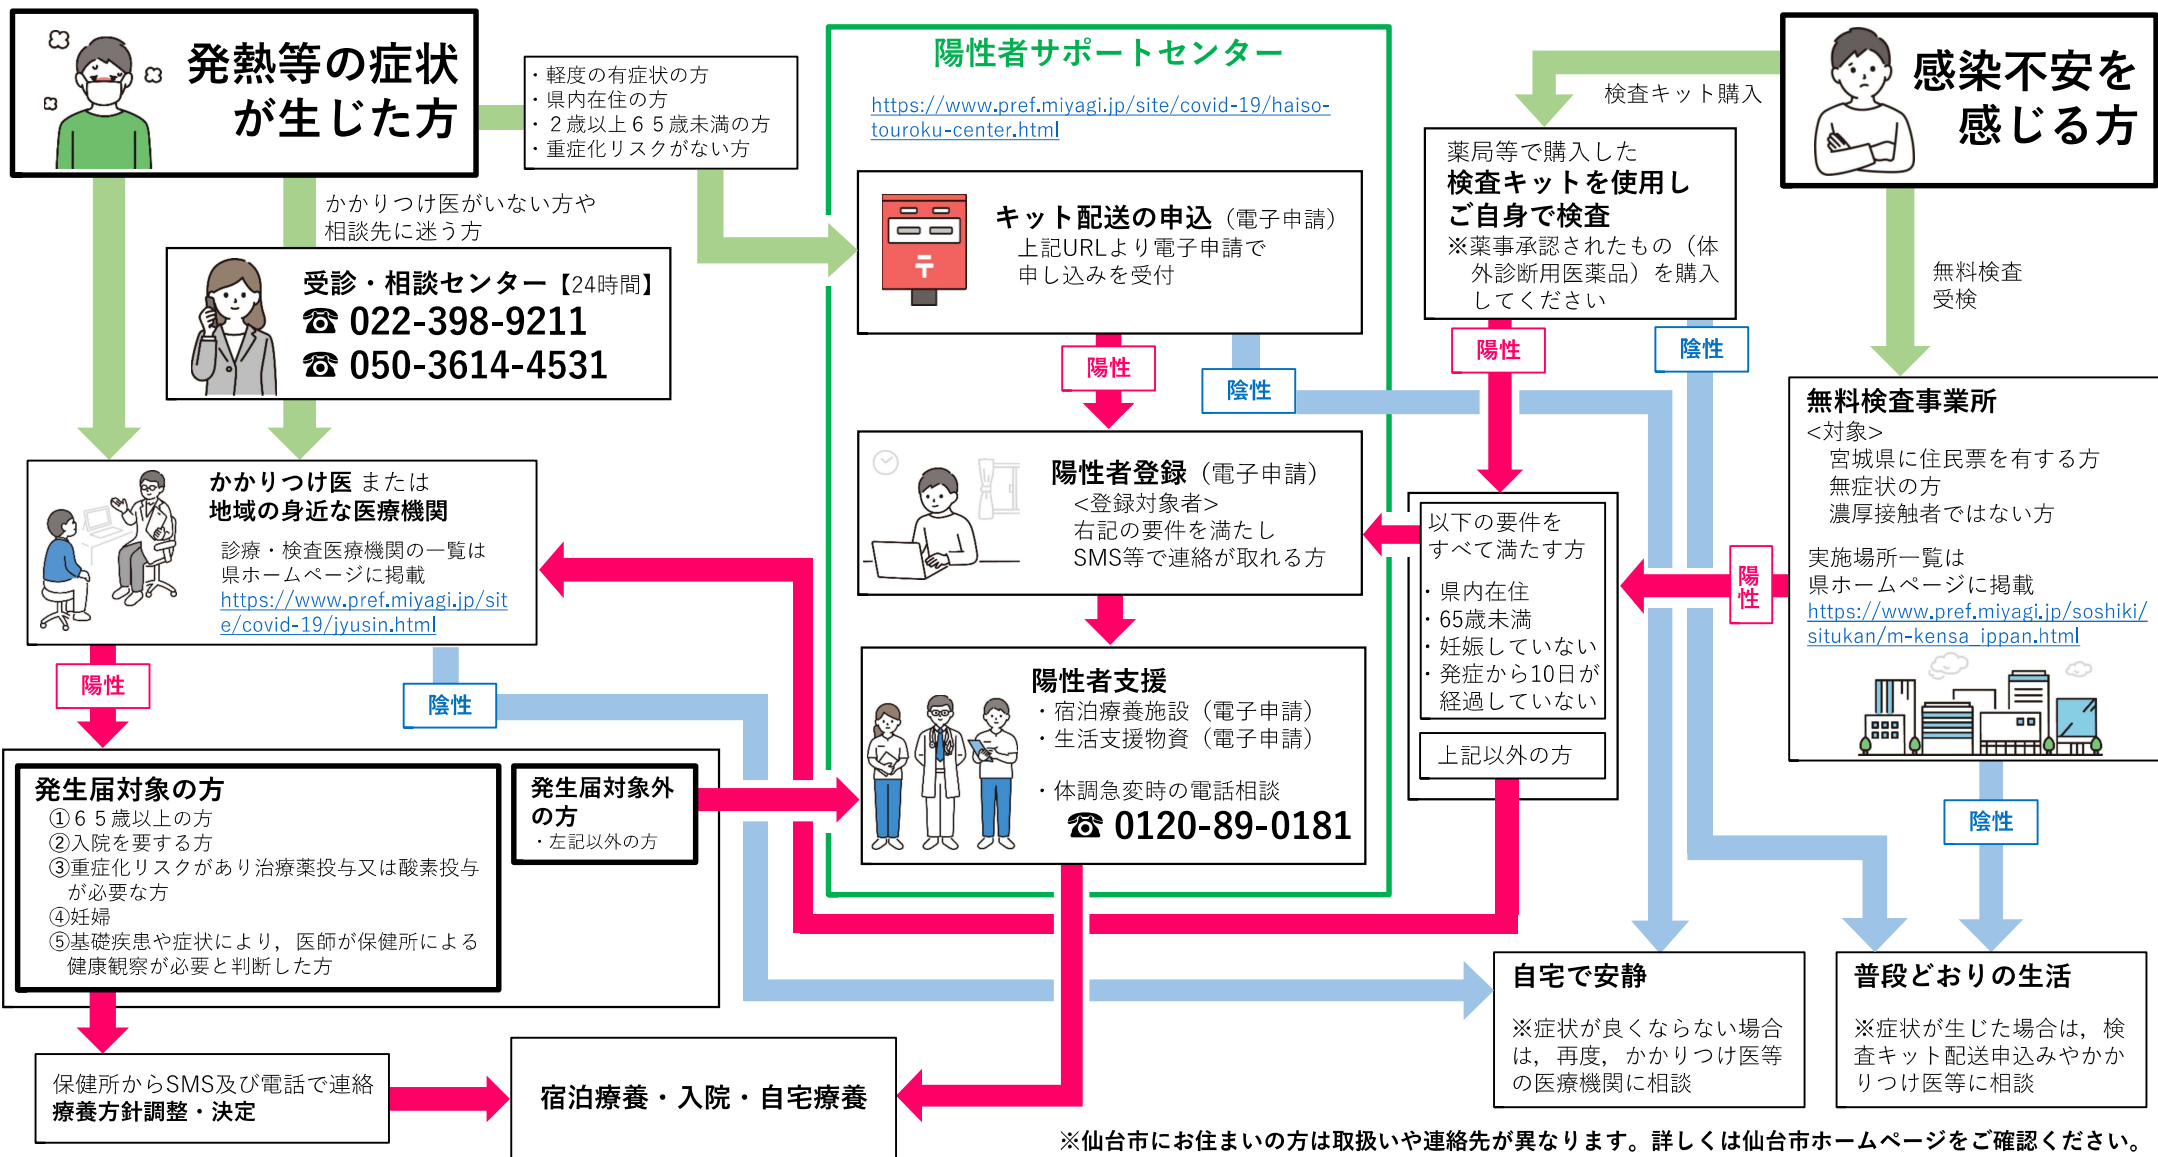 発熱等の症状
が生じた方
・軽度の有症状の方
・県内在住の方
・２歳以上６５歳未満の方
・重症化リスクがない方
かかりつけ医がいない方や
相談先に迷う方
受診・相談センター【24時間】
☎ 022-398-9211
☎ 050-3614-4531
かかりつけ医 または
地域の身近な医療機関
診療・検査医療機関の一覧は
県ホームページに掲載
https://www.pref.miyagi.jp/sit
e/covid-19/jyusin.html
陽性
陰性
発生届対象の方
①６５歳以上の方
②入院を要する方
③重症化リスクがあり治療薬投与又は酸素投与
が必要な方
④妊婦
⑤基礎疾患や症状により，医師が保健所による
健康観察が必要と判断した方
発生届対象外
の方
・左記以外の方
保健所からSMS及び電話で連絡
療養方針調整・決定
宿泊療養・入院・自宅療養
陽性者サポートセンター
https://www.pref.miyagi.jp/site/covid-19/haiso-
touroku-center.html
キット配送の申込（電子申請）
上記URLより電子申請で
申し込みを受付
陽性
陰性
陽性者登録（電子申請）
<登録対象者>
右記の要件を満たし
SMS等で連絡が取れる方
陽性者支援
・宿泊療養施設（電子申請）
・生活支援物資（電子申請）
・体調急変時の電話相談
☎ 0120-89-0181
感染不安を
感じる方
検査キット購入
薬局等で購入した
検査キットを使用し
ご自身で検査
※薬事承認されたもの（体
外診断用医薬品）を購入
してください
陽性
陰性
無料検査
受検
以下の要件を
すべて満たす方
・県内在住
・65歳未満
・妊娠していない
・発症から10日が
経過していない
上記以外の方
無料検査事業所
<対象>
宮城県に住民票を有する方
無症状の方
濃厚接触者ではない方
実施場所一覧は
県ホームページに掲載
https://www.pref.miyagi.jp/soshiki/
situkan/m-kensa_ippan.html
陽性
陰性
自宅で安静
※症状が良くならない場合
は，再度，かかりつけ医等
の医療機関に相談
普段どおりの生活
※症状が生じた場合は，検
査キット配送申込みやかか
りつけ医等に相談
※仙台市にお住まいの方は取扱いや連絡先が異なります。詳しくは仙台市ホームページをご確認ください。